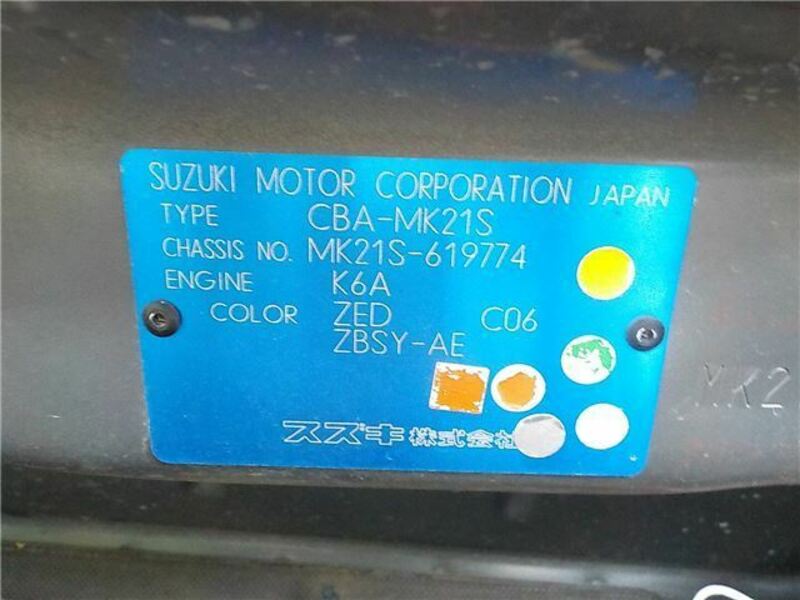 SUZUKI MOTOR CORPORATION JAPAN
TYPE CBA-MK21S
CHASSIS NO. MK21S-619774
ENGINE K6A
COLOR ZED C06
ZBSY-AE
スズキ株式会社
MK2